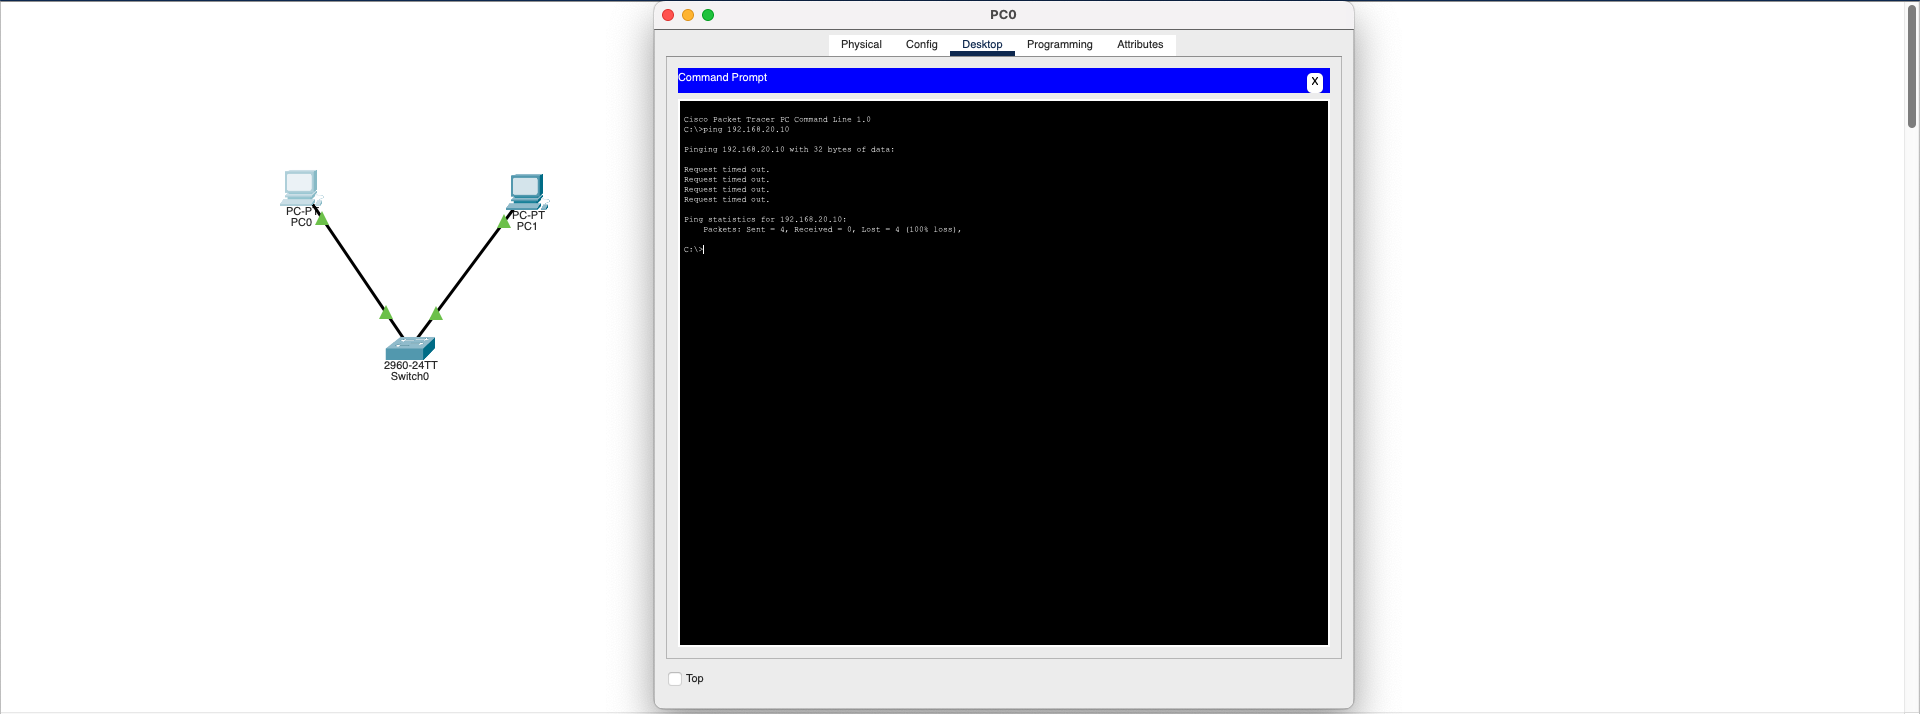 PC0
Physical
Config
Desktop
Programming
Attributes
Command Prompt
X
Cisco Packet Tracer PC Command Line 1.0
C:\>ping 192.168.20.10
Pinging 192.168.20.10 with 32 bytes of data:
Request timed out.
Request timed out.
Request timed out.
Request timed out.
Ping statistics for 192.168.20.10:
Packets: Sent = 4, Received = 0, Lost = 4 (100% loss),
C:\>
Top
PC-PT
PC0
PC-PT
PC1
2960-24TT
Switch0